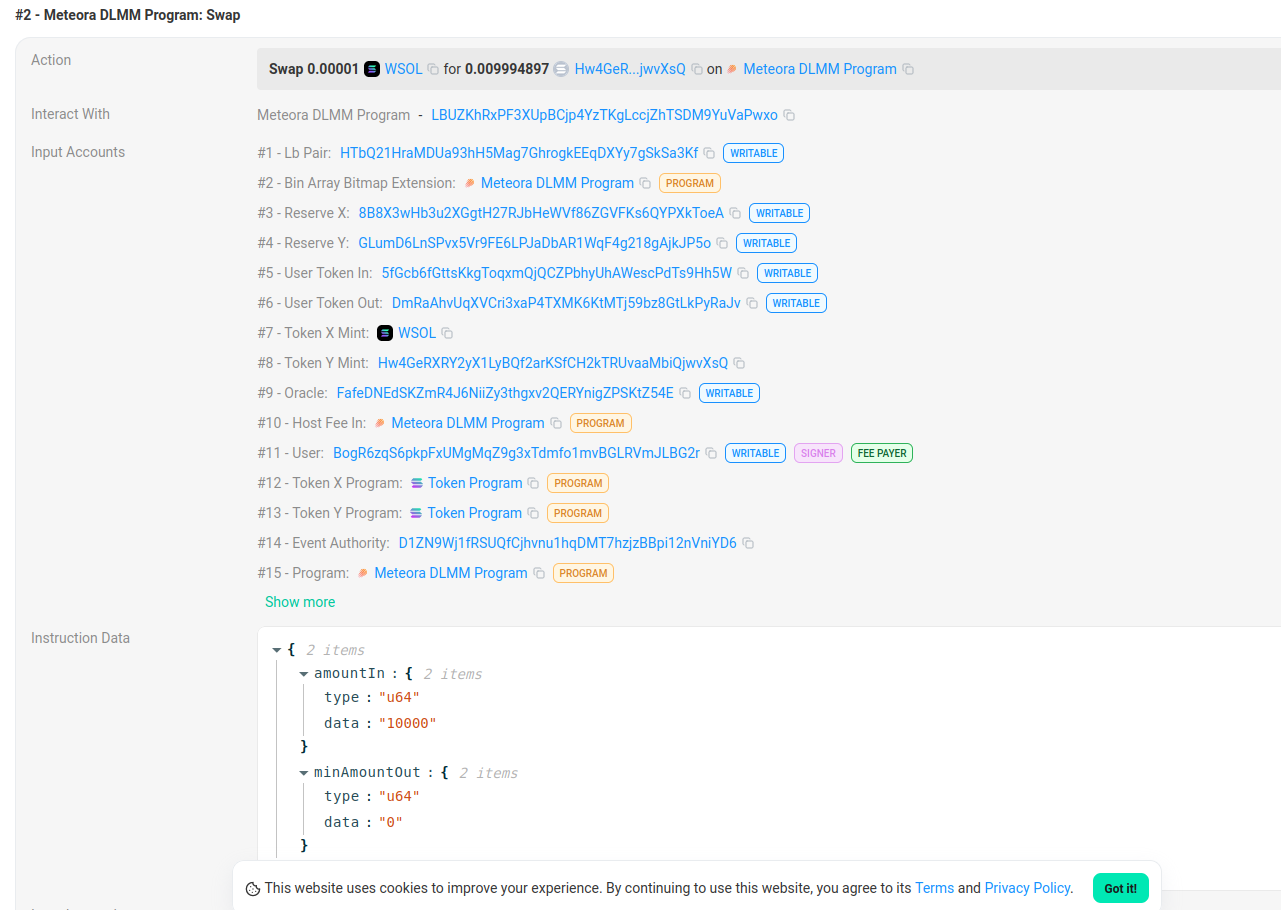 #2 - Meteora DLMM Program: Swap
Action
Swap 0.00001 WSOL for 0.009994897 Hw4GeR...jwvXsQ on Meteora DLMM Program
Interact With
Meteora DLMM Program - LBUZKhRxPF3XUpBCjp4YzTKgLccjZhTSDM9YuVaPwxo
Input Accounts
#1 - Lb Pair: HTbQ21HraMDUa93hH5Mag7GhrogkEEqDXYy7gSkSa3Kf WRITABLE
#2 - Bin Array Bitmap Extension: Meteora DLMM Program PROGRAM
#3 - Reserve X: 8B8X3wHb3u2XGgtH27RJbHeWVf86ZGVFKs6QYPXkToeA WRITABLE
#4 - Reserve Y: GLumD6LnSPvx5Vr9FE6LPJaDbAR1WqF4g218gAjkJP5o WRITABLE
#5 - User Token In: 5fGcb6fGttsKkgToqxmQjQCZPbhyUhAWescPdTs9Hh5W WRITABLE
#6 - User Token Out: DmRaAhvUqXVCri3xaP4TXMK6KtMTj59bz8GtLkPyRaJv WRITABLE
#7 - Token X Mint: WSOL
#8 - Token Y Mint: Hw4GeRXRY2yX1LyBQf2arKSfCH2kTRUvaaMbiQjwvXsQ
#9 - Oracle: FafeDNEdSKZmR4J6NiiZy3thgxv2QERYnigZPSKtZ54E WRITABLE
#10 - Host Fee In: Meteora DLMM Program PROGRAM
#11 - User: BogR6zqS6pkpFxUMgMqZ9g3xTdmfo1mvBGLRVmJLBG2r WRITABLE SIGNER FEE PAYER
#12 - Token X Program: Token Program PROGRAM
#13 - Token Y Program: Token Program PROGRAM
#14 - Event Authority: D1ZN9Wj1fRSUQfCjhvnu1hqDMT7hzjzBBpi12nVniYD6
#15 - Program: Meteora DLMM Program PROGRAM
Show more
Instruction Data
{ 2 items
amountIn : { 2 items
type : "u64"
data : "10000"
}
minAmountOut : { 2 items
type : "u64"
data : "0"
}
This website uses cookies to improve your experience. By continuing to use this website, you agree to its Terms and Privacy Policy. Got it!